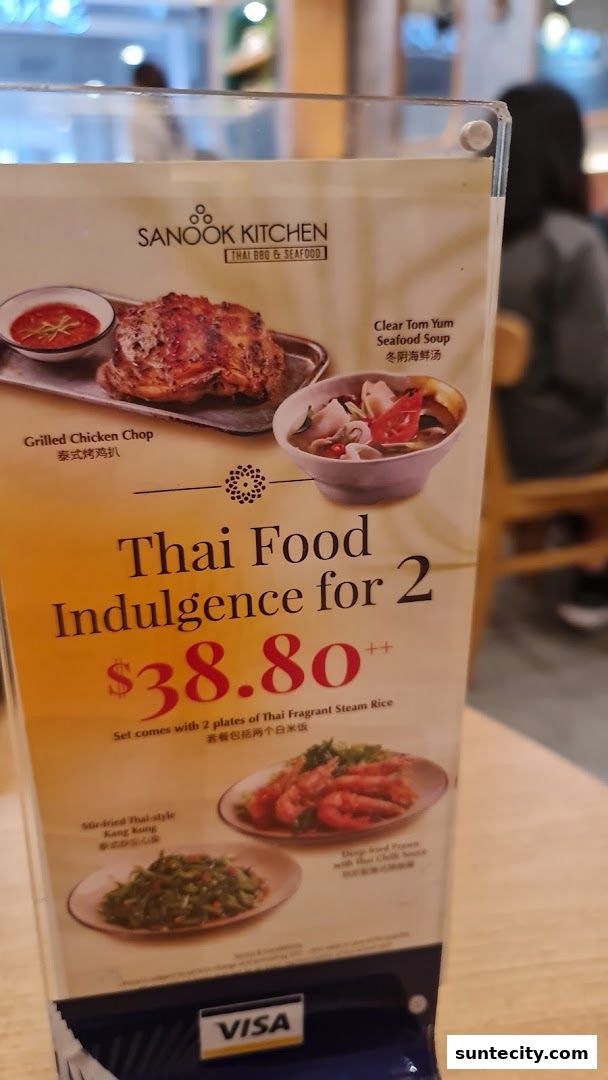 SANOOK KITCHEN
THAI BBQ & SEAFOOD
Clear Tom Yum
Seafood Soup
冬阴海鲜汤
Grilled Chicken Chop
泰式烤鸡扒
Thai Food
Indulgence for 2
$38.80++
Set comes with 2 plates of Thai Fragrant Steam Rice
套餐包括两个白米饭
Stir-fried Thai-style
Kang Kong
Deep-fried Prawn
with Thai Chilli Sauce
Terms & Conditions
VISA
suntecity.com